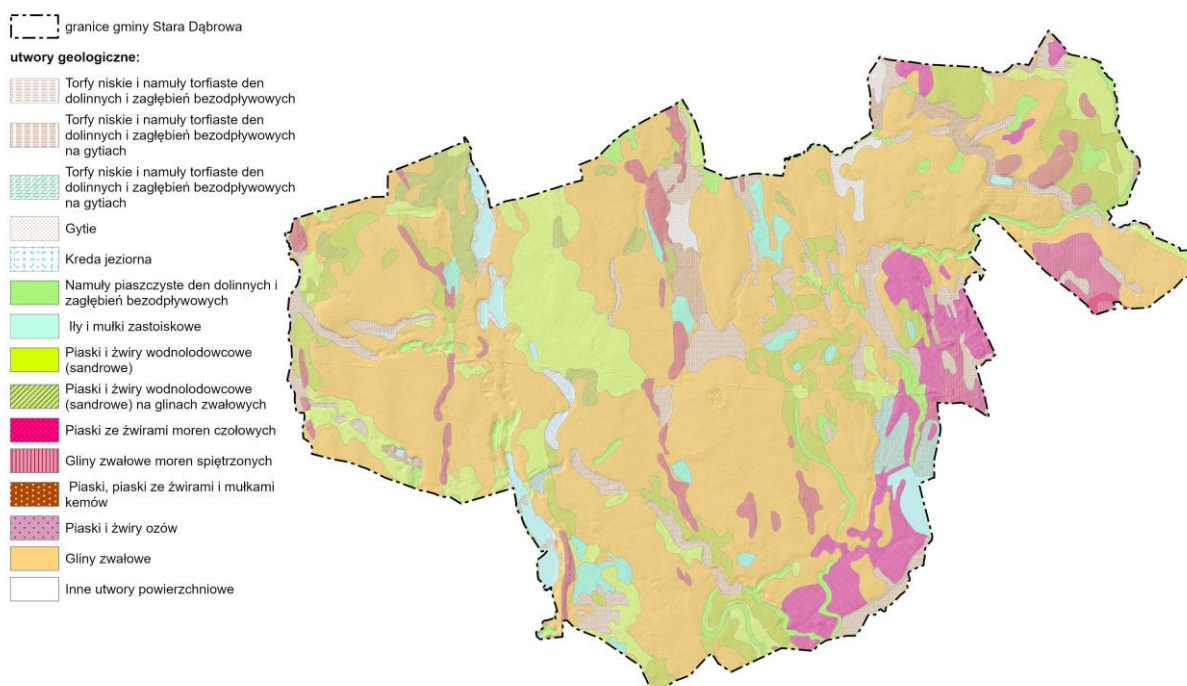 granice gminy Stara Dąbrowa
utwory geologiczne:
Torfy niskie i namuły torfiaste den
dolinnych i zagłębień bezodpływowych
Torfy niskie i namuły torfiaste den
dolinnych i zagłębień bezodpływowych
na gytiach
Torfy niskie i namuły torfiaste den
dolinnych i zagłębień bezodpływowych
na gytiach
Gytie
Kreda jeziorna
Namuły piaszczyste den dolinnych i
zagłębień bezodpływowych
Iły i mułki zastoiskowe
Piaski i żwiry wodnolodowcowe
(sandrowe)
Piaski i żwiry wodnolodowcowe
(sandrowe) na glinach zwałowych
Piaski ze żwirami moren czołowych
Gliny zwałowe moren spiętrzonych
Piaski, piaski ze żwirami i mułkami
kemów
Piaski i żwiry ozów
Gliny zwałowe
Inne utwory powierzchniowe